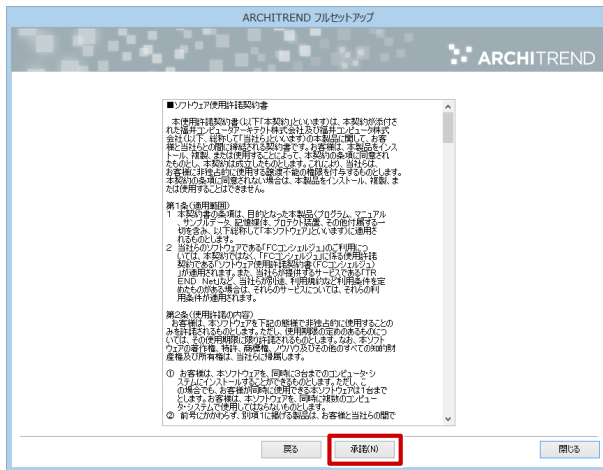 ARCHITREND フルセットアップ
ARCHITREND
■ソフトウェア使用許諾契約書
本使用許諾契約書(以下「本契約」といいます)は、本契約が添付さ
れた福井コンピュータアーキテクト株式会社及び福井コンピュータ株式
会社(以下、総称して「当社ら」といいます)の本製品に関して、お客
様と当社らとの間に締結される契約書です。お客様は、本製品をインス
トール、複製、または使用することによって、本契約の条項に同意され
たものとし、本契約は成立したものとします。これにより、当社らは、
お客様に非独占的に使用する譲渡不能の権限を付与するものとします。
本契約の条項に同意されない場合は、本製品をインストール、複製、ま
たは使用することはできません。
第1条(適用範囲)
1 本契約書の条項は、目的となった本製品(プログラム、マニュアル
、サンプルデータ、記憶媒体、プロテクト装置、その他付属する一
切を含み、以下総称して「本ソフトウェア」といいます)に適用さ
れるものとします。
2 当社らのソフトウェアである「FCコンシェルジュ」のご利用につ
いては、本契約ではなく、「FCコンシェルジュ」に係る使用許諾
契約である「ソフトウェア使用許諾契約書(FCコンシェルジュ)
」が適用されます。また、当社らが提供するサービスである「TR
END Net」など、当社らが別途、利用規約など利用条件を定
めたものがある場合は、それらのサービスについては、それらの利
用条件が適用されます。
第2条(使用許諾の内容)
お客様は、本ソフトウェアを下記の態様で非独占的に使用することの
みを許諾されるものとします。ただし、使用期限の定めのあるものにつ
いては、その使用期限に限り許諾されるものとします。なお、本ソフト
ウェアの著作権、特許、商標権、ノウハウ及びその他のすべての知的財
産権及び所有権は、当社らに帰属します。
① お客様は、本ソフトウェアを、同時に3台までのコンピュータ・シ
ステムにインストールすることができるものとします。ただし、こ
の場合でも、お客様が同時に使用できる本ソフトウェアは1台まで
とします。お客様は、本ソフトウェアを、同時に複数のコンピュー
タ・システムで使用してはならないものとします。
② 前号にかかわらず、別項1に掲げる製品は、お客様と当社らの間で
戻る
承諾(N)
閉じる